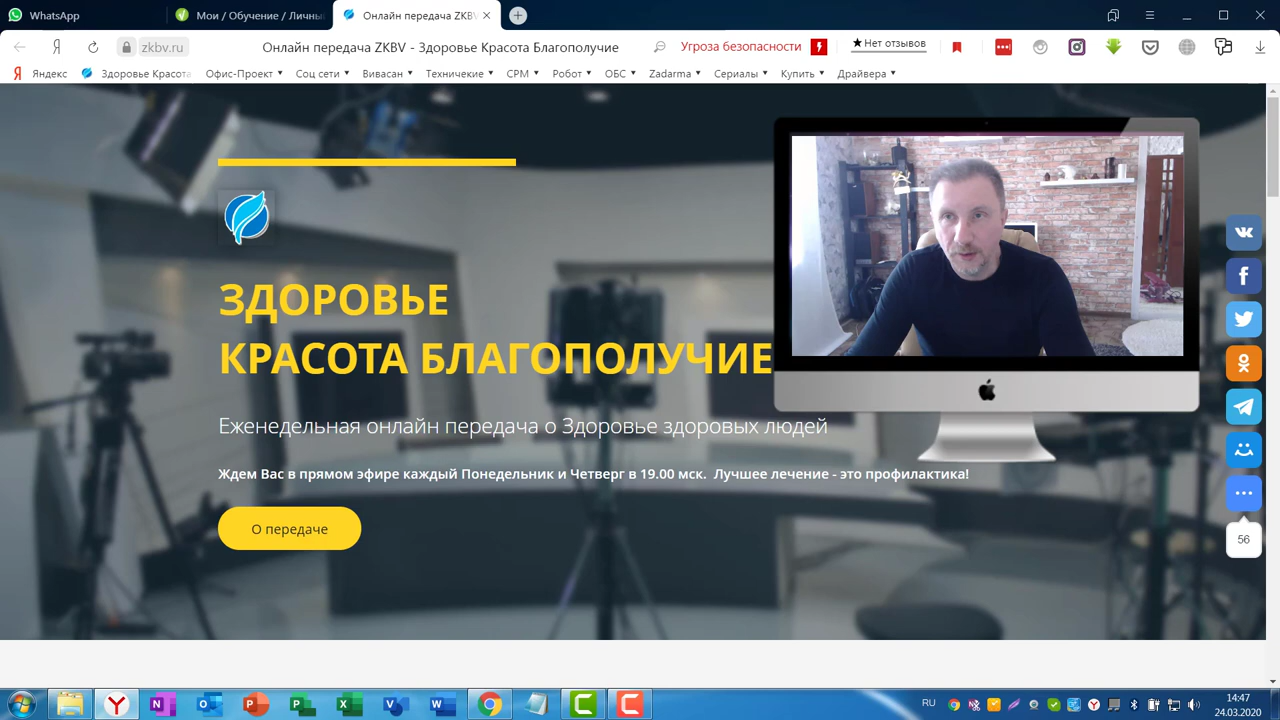 WhatsApp
Мои / Обучение / Личны
Онлайн передача ZKBV
zkbv.ru
Онлайн передача ZKBV - Здоровье Красота Благополучие
Угроза безопасности
★Нет отзывов
Яндекс
Здоровье Красота
Офис-Проект
Соц сети
Вивасан
Техничекие
CPM
Робот
ОБС
Zadarma
Сериалы
Купить
Драйвера
ЗДОРОВЬЕ
КРАСОТА БЛАГОПОЛУЧИЕ
Еженедельная онлайн передача о Здоровье здоровых людей
Ждем Вас в прямом эфире каждый Понедельник и Четверг в 19.00 мск. Лучшее лечение - это профилактика!
О передаче
56
RU
14:47
24.03.2020